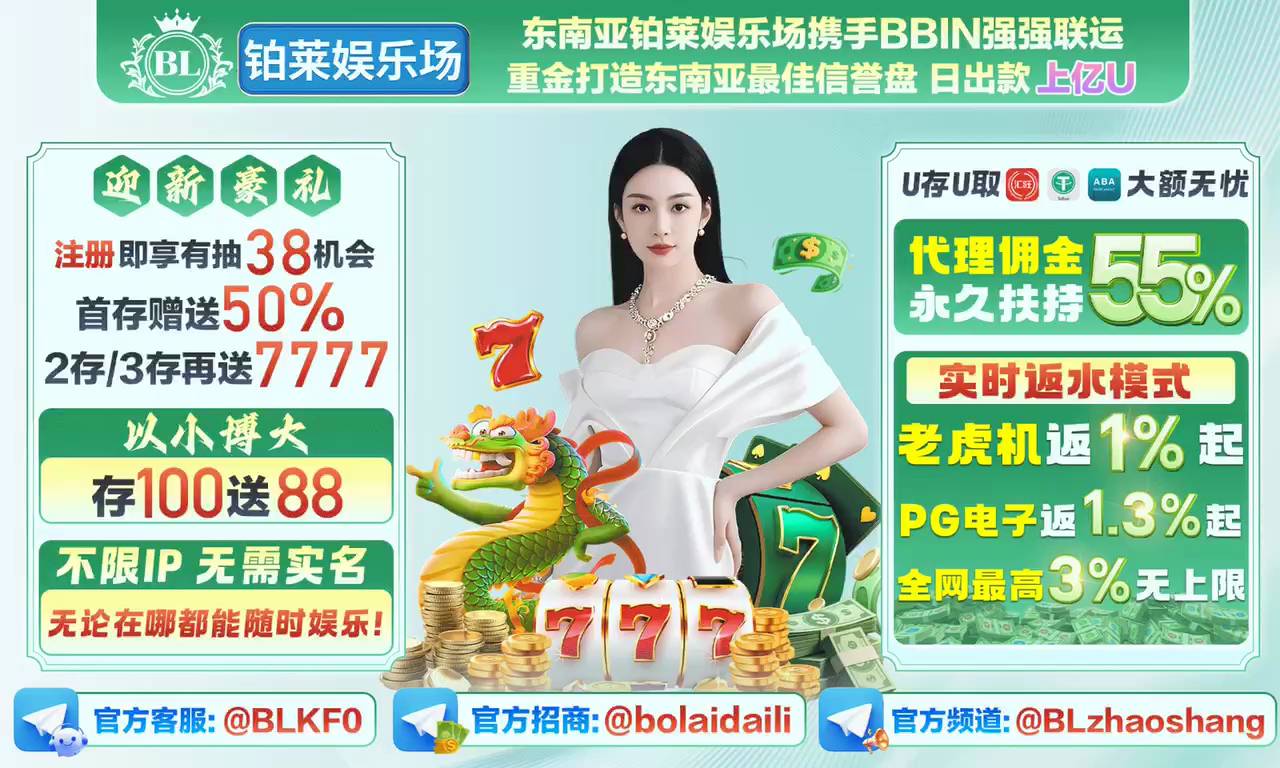 BL
铂莱娱乐场
东南亚铂莱娱乐场携手BBIN强强联运
重金打造东南亚最佳信誉盘 日出款上亿U
迎新豪礼
注册即享有抽38机会
首存赠送50%
2存/3存再送7777
以小博大
存100送88
不限IP 无需实名
无论在哪都能随时娱乐!
7
7
7 7 7
U存U取 汇旺 T ABA 大额无忧
代理佣金
永久扶持
55%
实时返水模式
老虎机返1%起
PG电子返1.3%起
全网最高3%无上限
官方客服: @BLKF0
官方招商: @bolaidaili
官方频道: @BLzhaoshang